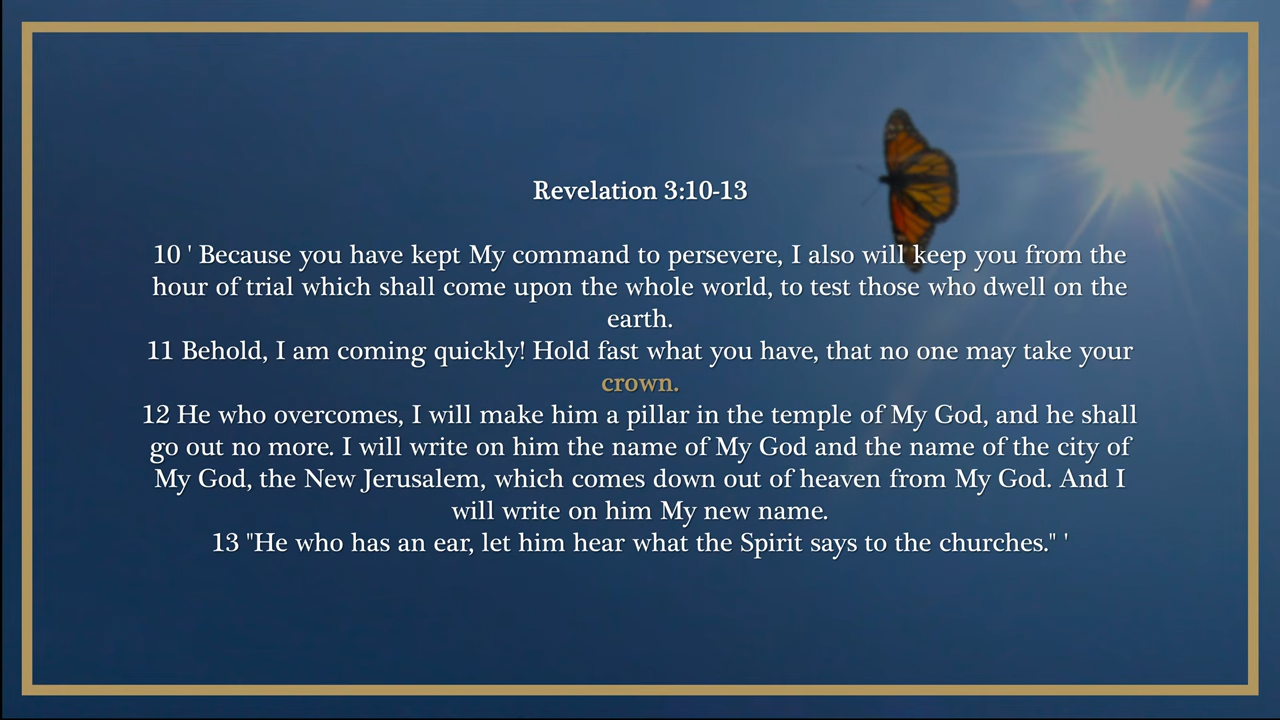 Revelation 3:10-13
10 ' Because you have kept My command to persevere, I also will keep you from the
hour of trial which shall come upon the whole world, to test those who dwell on the
earth.
11 Behold, I am coming quickly! Hold fast what you have, that no one may take your
crown.
12 He who overcomes, I will make him a pillar in the temple of My God, and he shall
go out no more. I will write on him the name of My God and the name of the city of
My God, the New Jerusalem, which comes down out of heaven from My God. And I
will write on him My new name.
13 "He who has an ear, let him hear what the Spirit says to the churches." '